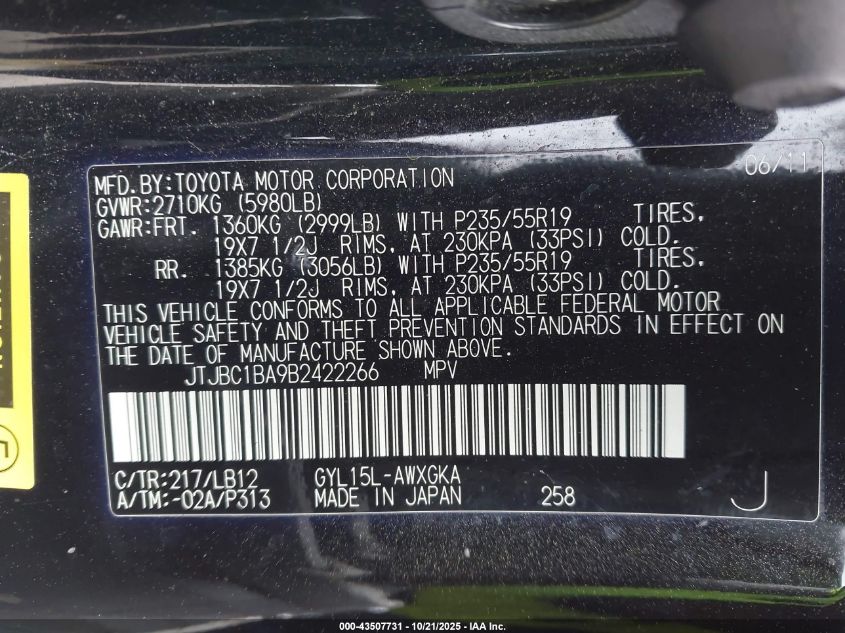 06/11
MFD.BY:TOYOTA MOTOR CORPORATION
GVWR:2710KG (5980LB)
GAWR:FRT. 1360KG (2999LB) WITH P235/55R19 TIRES,
19X7 1/2J RIMS, AT 230KPA (33PSI) COLD.
RR. 1385KG (3056LB) WITH P235/55R19 TIRES,
19X7 1/2J RIMS, AT 230KPA (33PSI) COLD.
THIS VEHICLE CONFORMS TO ALL APPLICABLE FEDERAL MOTOR
VEHICLE SAFETY AND THEFT PREVENTION STANDARDS IN EFFECT ON
THE DATE OF MANUFACTURE SHOWN ABOVE.
JTJBC1BA9B2422266 MPV
C/TR:217/LB12 GYL15L-AWXGKA
A/TM:-02A/P313 MADE IN JAPAN 258 J
000-43507731 - 10/21/2025 - IAA Inc.